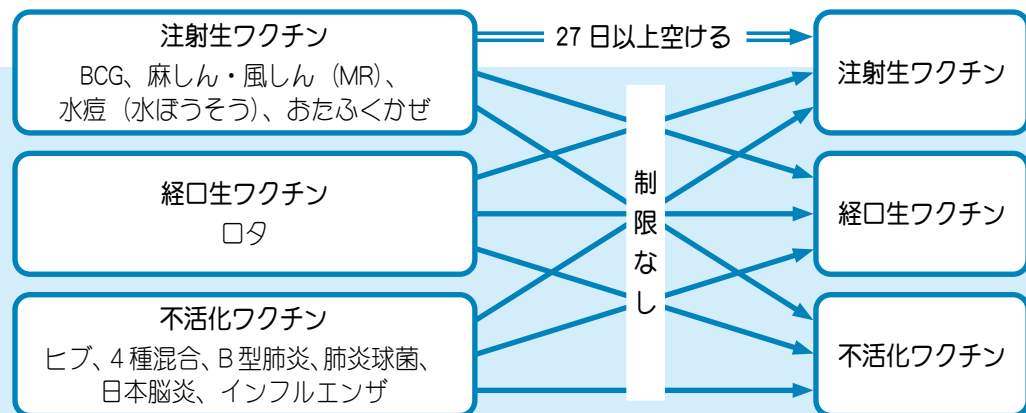 注射生ワクチン
BCG、麻しん・風しん（MR）、
水痘（水ぼうそう）、おたふくかぜ
27日以上空ける
注射生ワクチン
経口生ワクチン
ロタ
制限なし
経口生ワクチン
不活化ワクチン
ヒブ、4種混合、B型肺炎、肺炎球菌、
日本脳炎、インフルエンザ
不活化ワクチン